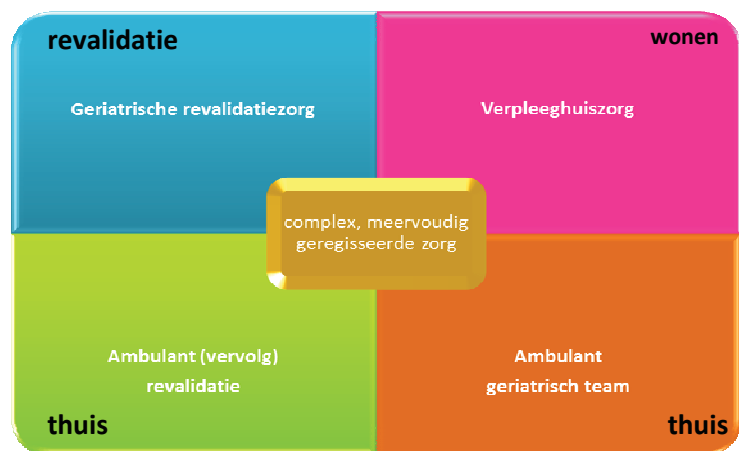 revalidatie
wonen
Geriatrische revalidatiezorg
Verpleeghuiszorg
complex, meervoudig
geregisseerde zorg
Ambulant (vervolg)
revalidatie
Ambulant
geriatrisch team
thuis
thuis